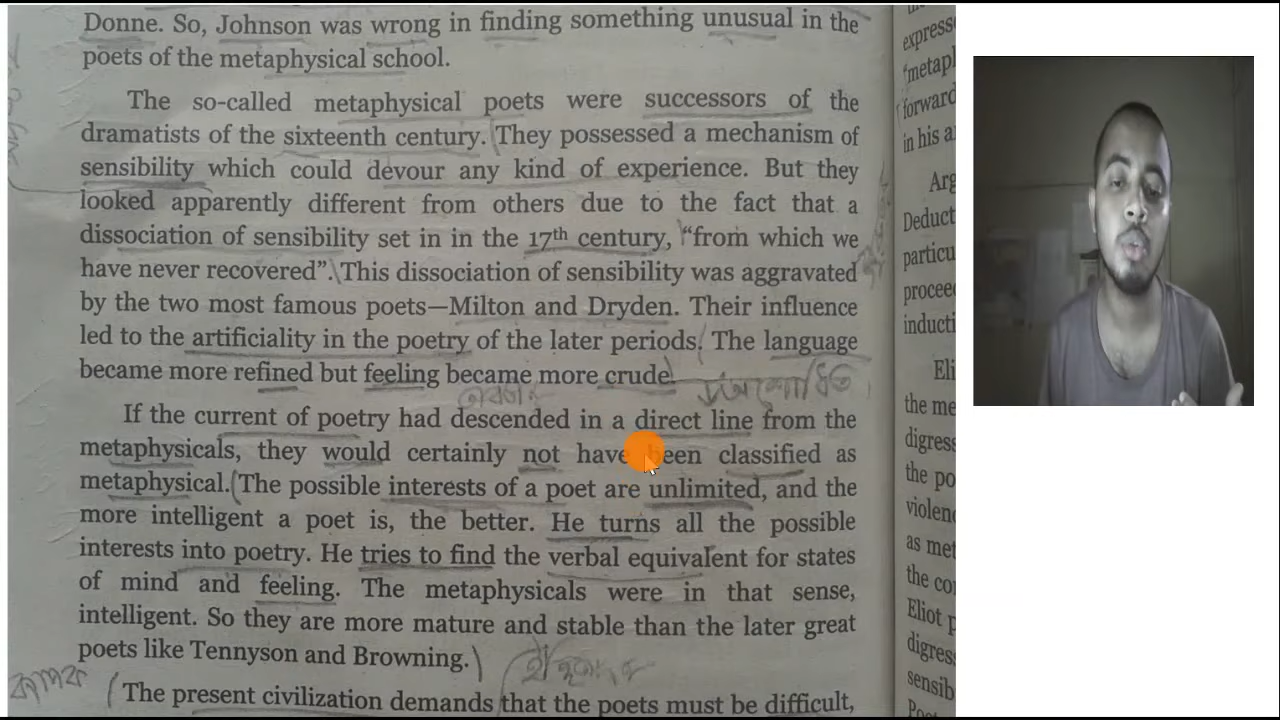 Donne. So, Johnson was wrong in finding something unusual in the
poets of the metaphysical school.
The so-called metaphysical poets were successors of the
dramatists of the sixteenth century. They possessed a mechanism of
sensibility which could devour any kind of experience. But they
looked apparently different from others due to the fact that a
dissociation of sensibility set in in the 17th century, “from which we
have never recovered”. This dissociation of sensibility was aggravated
by the two most famous poets—Milton and Dryden. Their influence
led to the artificiality in the poetry of the later periods. The language
became more refined but feeling became more crude.
If the current of poetry had descended in a direct line from the
metaphysicals, they would certainly not have been classified as
metaphysical. (The possible interests of a poet are unlimited, and the
more intelligent a poet is, the better. He turns all the possible
interests into poetry. He tries to find the verbal equivalent for states
of mind and feeling. The metaphysicals were in that sense,
intelligent. So they are more mature and stable than the later great
poets like Tennyson and Browning.)
(The present civilization demands that the poets must be difficult,
express
"metap
forward
in his a
Arg
Deduct
particu
procee
inducti
Eli
the me
digress
the po
violenc
as met
the co
Eliot p
digress
sensib